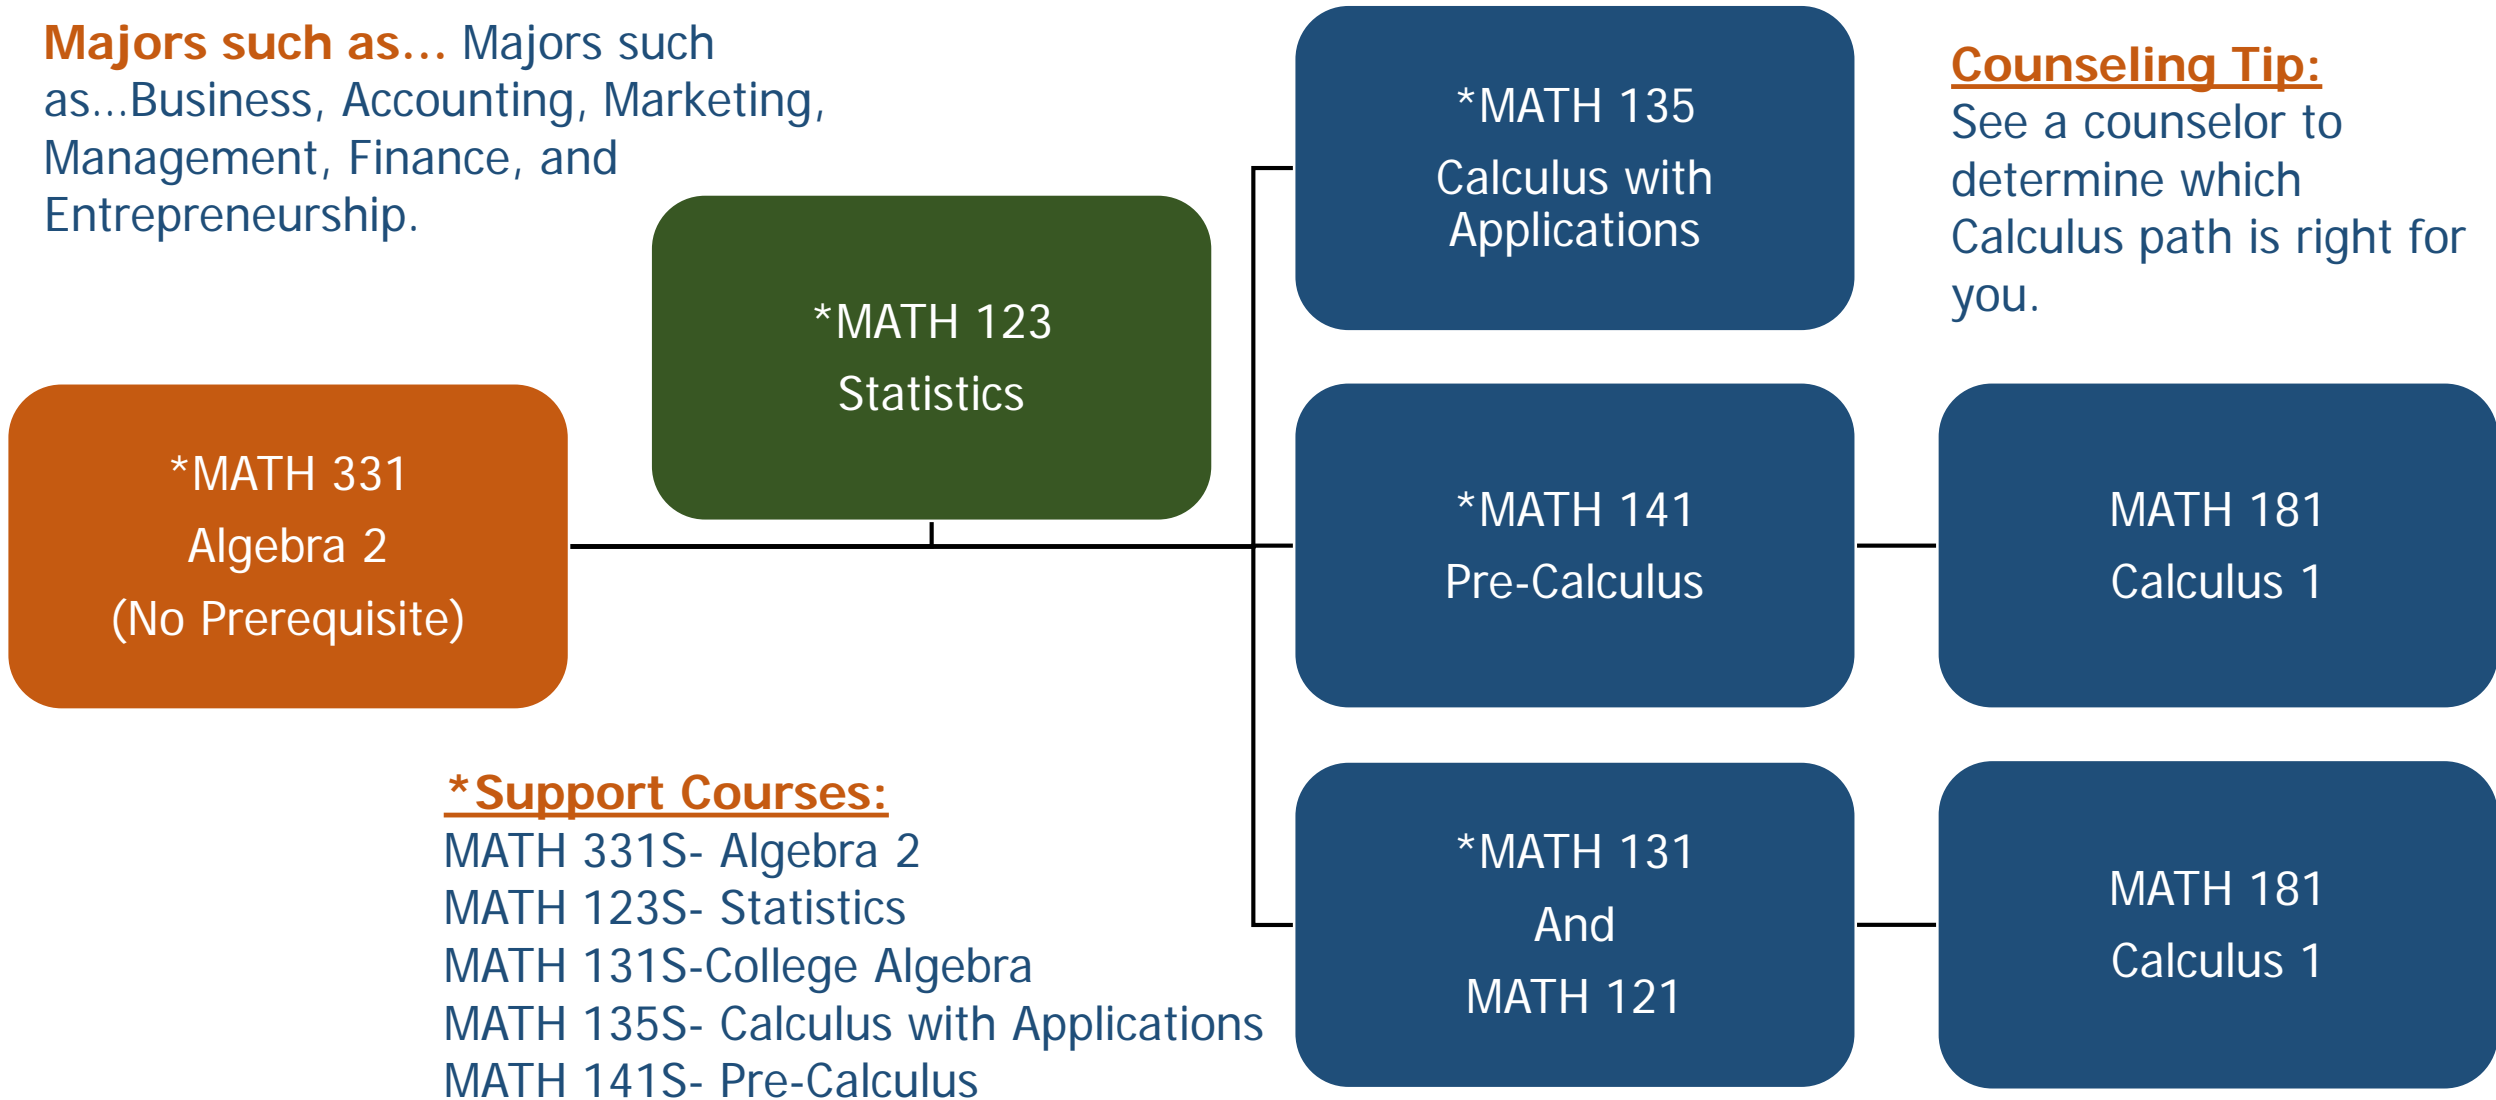 Majors such as... Majors such
as...Business, Accounting, Marketing,
Management, Finance, and
Entrepreneurship.
*MATH 331
Algebra 2
(No Prerequisite)
*MATH 123
Statistics
*MATH 135
Calculus with
Applications
*MATH 141
Pre-Calculus
*MATH 131
And
MATH 121
Counseling Tip:
See a counselor to
determine which
Calculus path is right for
you.
MATH 181
Calculus 1
MATH 181
Calculus 1
*Support Courses:
MATH 331S- Algebra 2
MATH 123S- Statistics
MATH 131S-College Algebra
MATH 135S- Calculus with Applications
MATH 141S- Pre-Calculus